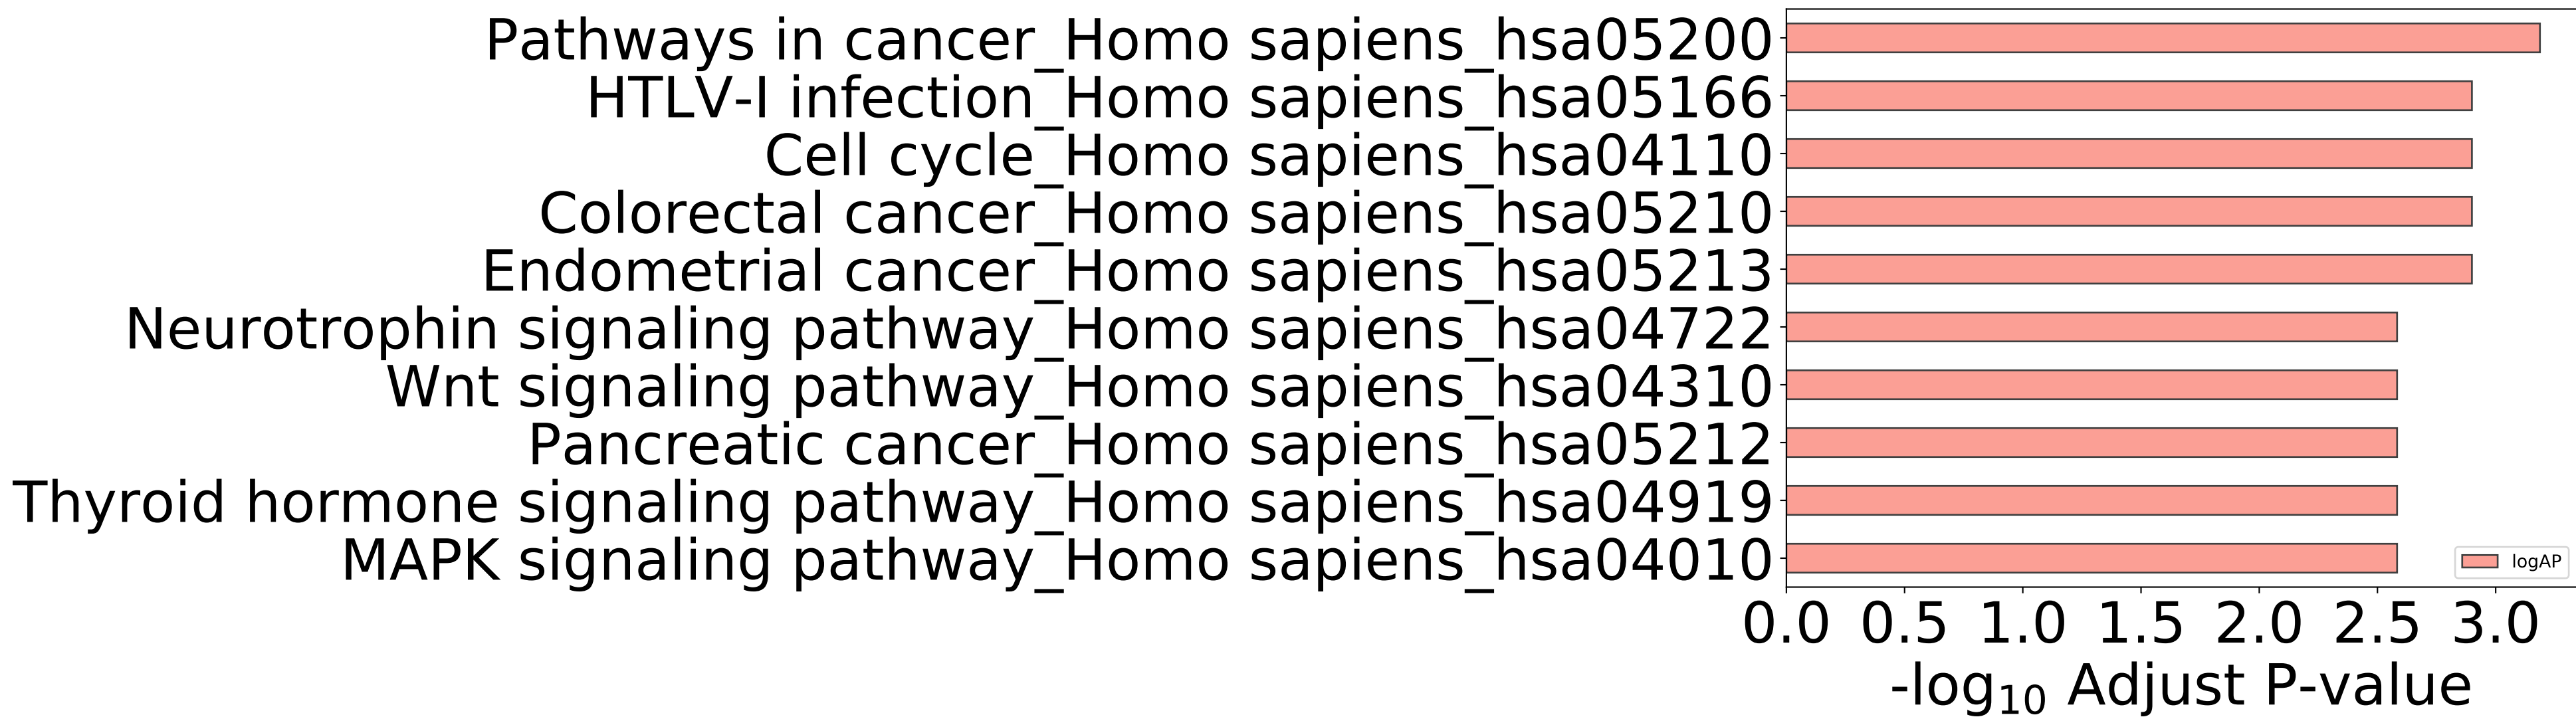 Pathways in cancer_Homo sapiens_hsa05200
HTLV-I infection_Homo sapiens_hsa05166
Cell cycle_Homo sapiens_hsa04110
Colorectal cancer_Homo sapiens_hsa05210
Endometrial cancer_Homo sapiens_hsa05213
Neurotrophin signaling pathway_Homo sapiens_hsa04722
Wnt signaling pathway_Homo sapiens_hsa04310
Pancreatic cancer_Homo sapiens_hsa05212
Thyroid hormone signaling pathway_Homo sapiens_hsa04919
MAPK signaling pathway_Homo sapiens_hsa04010
logAP
0.0 0.5 1.0 1.5 2.0 2.5 3.0
-log₁₀ Adjust P-value